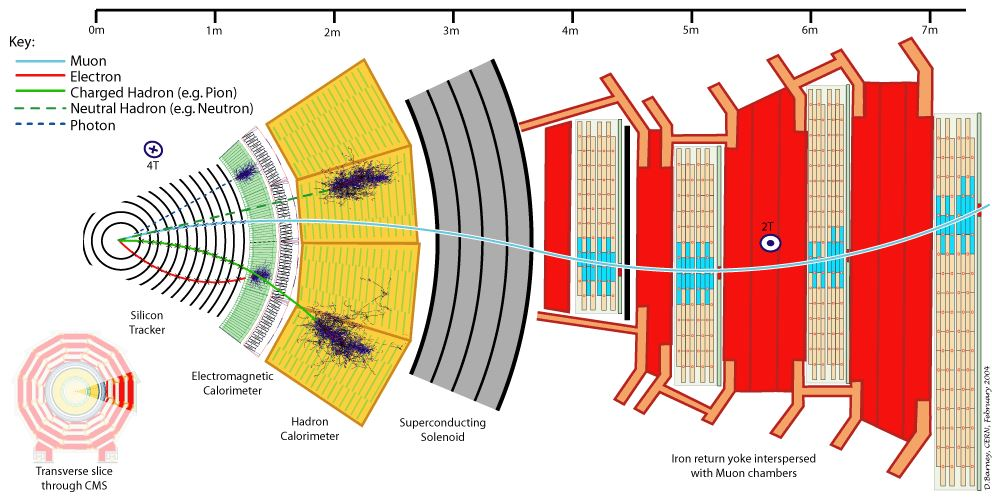 0m 1m 2m 3m 4m 5m 6m 7m
Key:
Muon
Electron
Charged Hadron (e.g. Pion)
Neutral Hadron (e.g. Neutron)
Photon
4T
2T
Silicon
Tracker
Electromagnetic
Calorimeter
Hadron
Calorimeter
Superconducting
Solenoid
Iron return yoke interspersed
with Muon chambers
Transverse slice
through CMS
D.Barney, CERN, February 2004